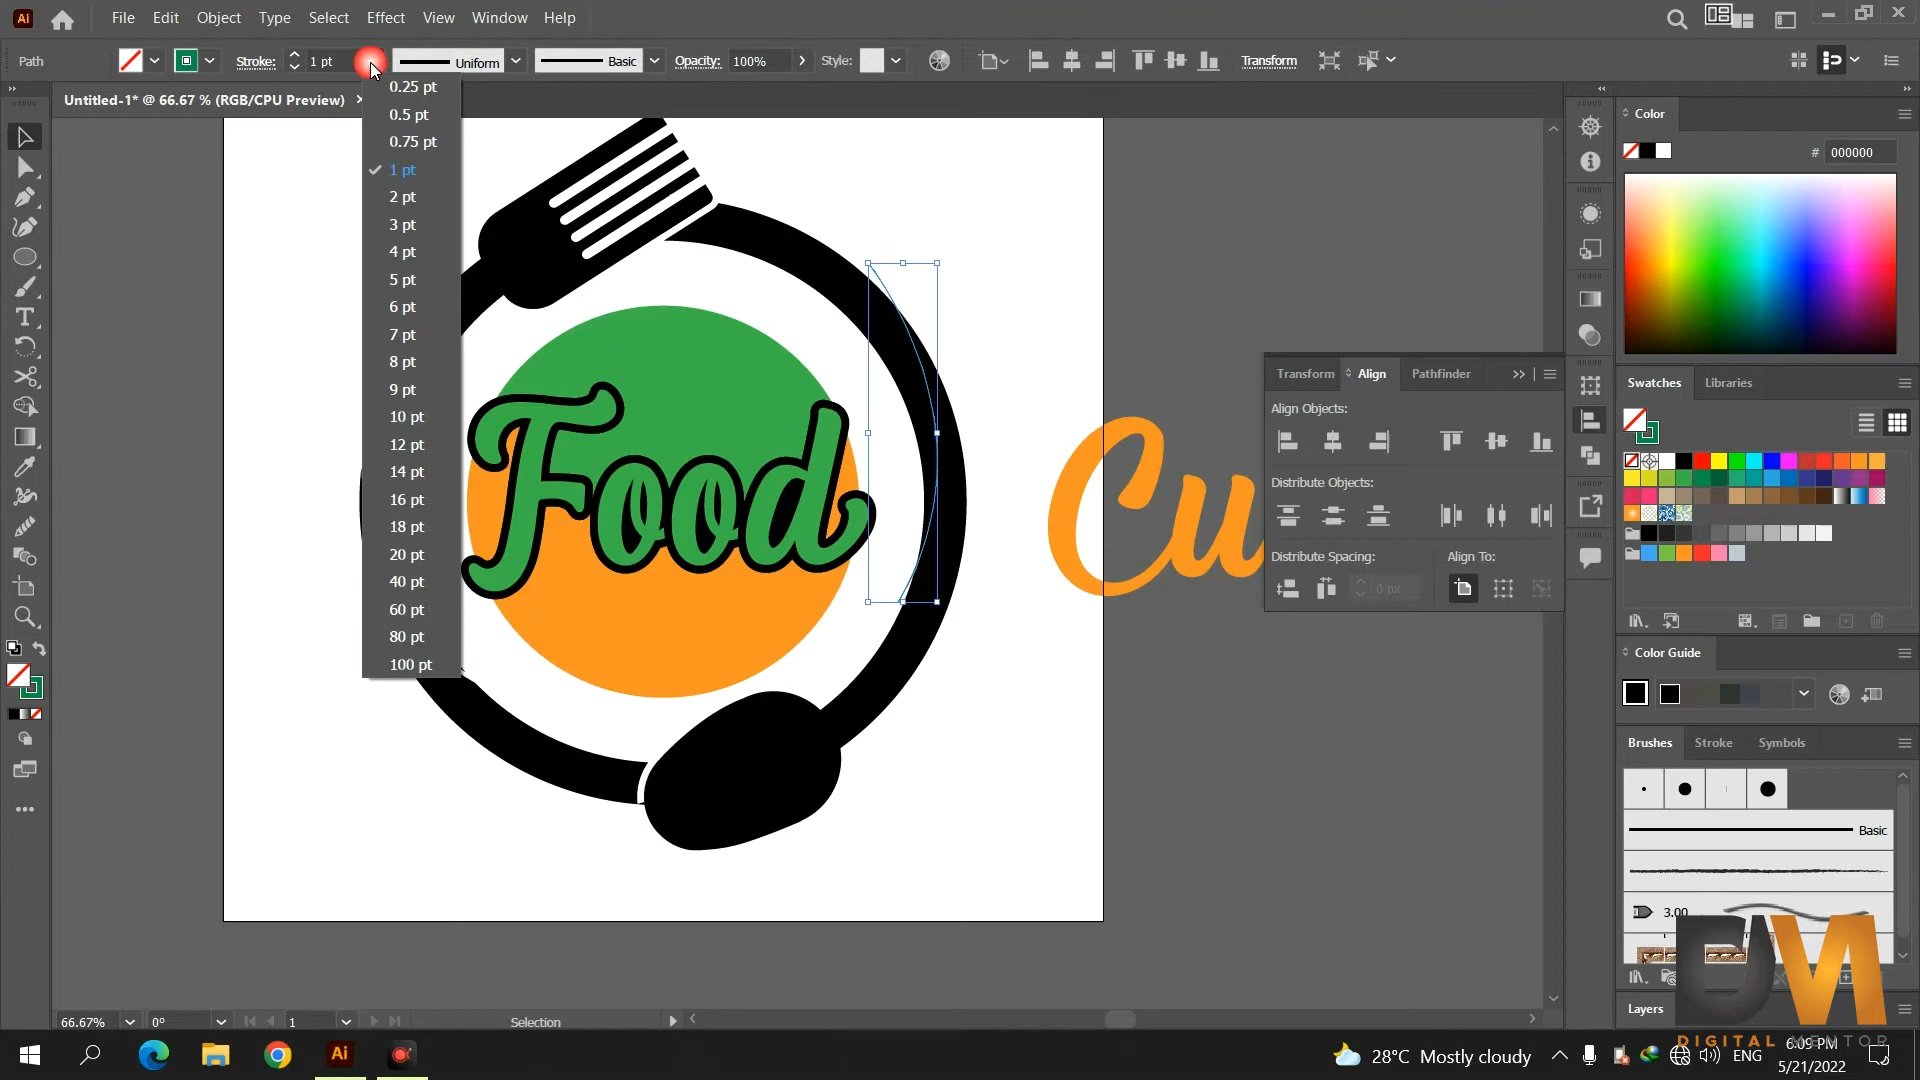 Ai File Edit Object Type Select Effect View Window Help
Path Stroke: 1 pt Uniform Basic Opacity: 100% Style: Transform
Untitled-1* @ 66.67 % (RGB/CPU Preview) ×
0.25 pt
0.5 pt
0.75 pt
1 pt
2 pt
3 pt
4 pt
5 pt
6 pt
7 pt
8 pt
9 pt
10 pt
12 pt
14 pt
16 pt
18 pt
20 pt
40 pt
60 pt
80 pt
100 pt
Food
Cu
Transform Align Pathfinder
Align Objects:
Distribute Objects:
Distribute Spacing: Align To:
0 px
Color
# 000000
Swatches Libraries
Color Guide
Brushes Stroke Symbols
Basic
3.00
Layers
DM
DIGITAL MENTOR
66.67% 0° 1 Selection
Ai 28°C Mostly cloudy ENG 6:09 PM
5/21/2022